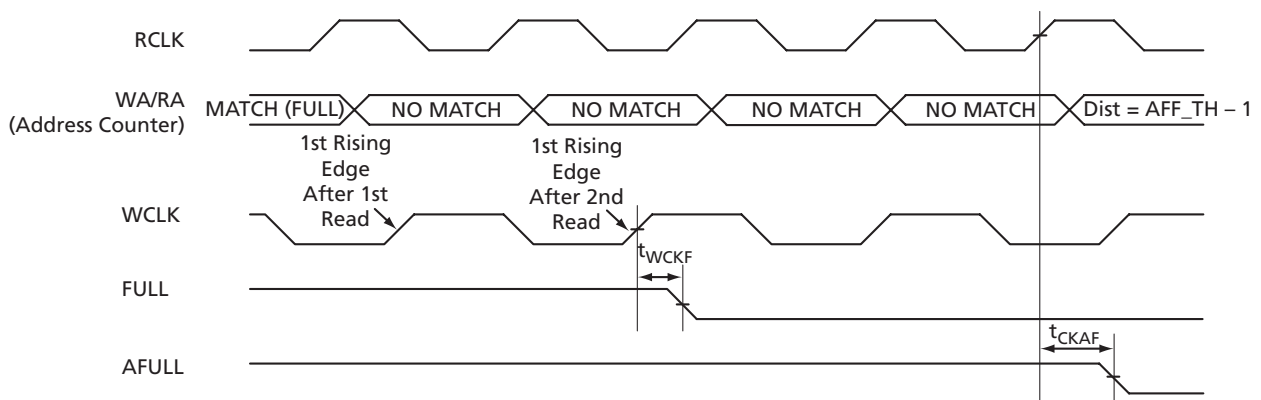 RCLK
WA/RA
(Address Counter)
MATCH (FULL)
NO MATCH
NO MATCH
NO MATCH
NO MATCH
Dist = AFF_TH – 1
1st Rising
Edge
After 1st
Read
1st Rising
Edge
After 2nd
Read
WCLK
tWCKF
FULL
tCKAF
AFULL